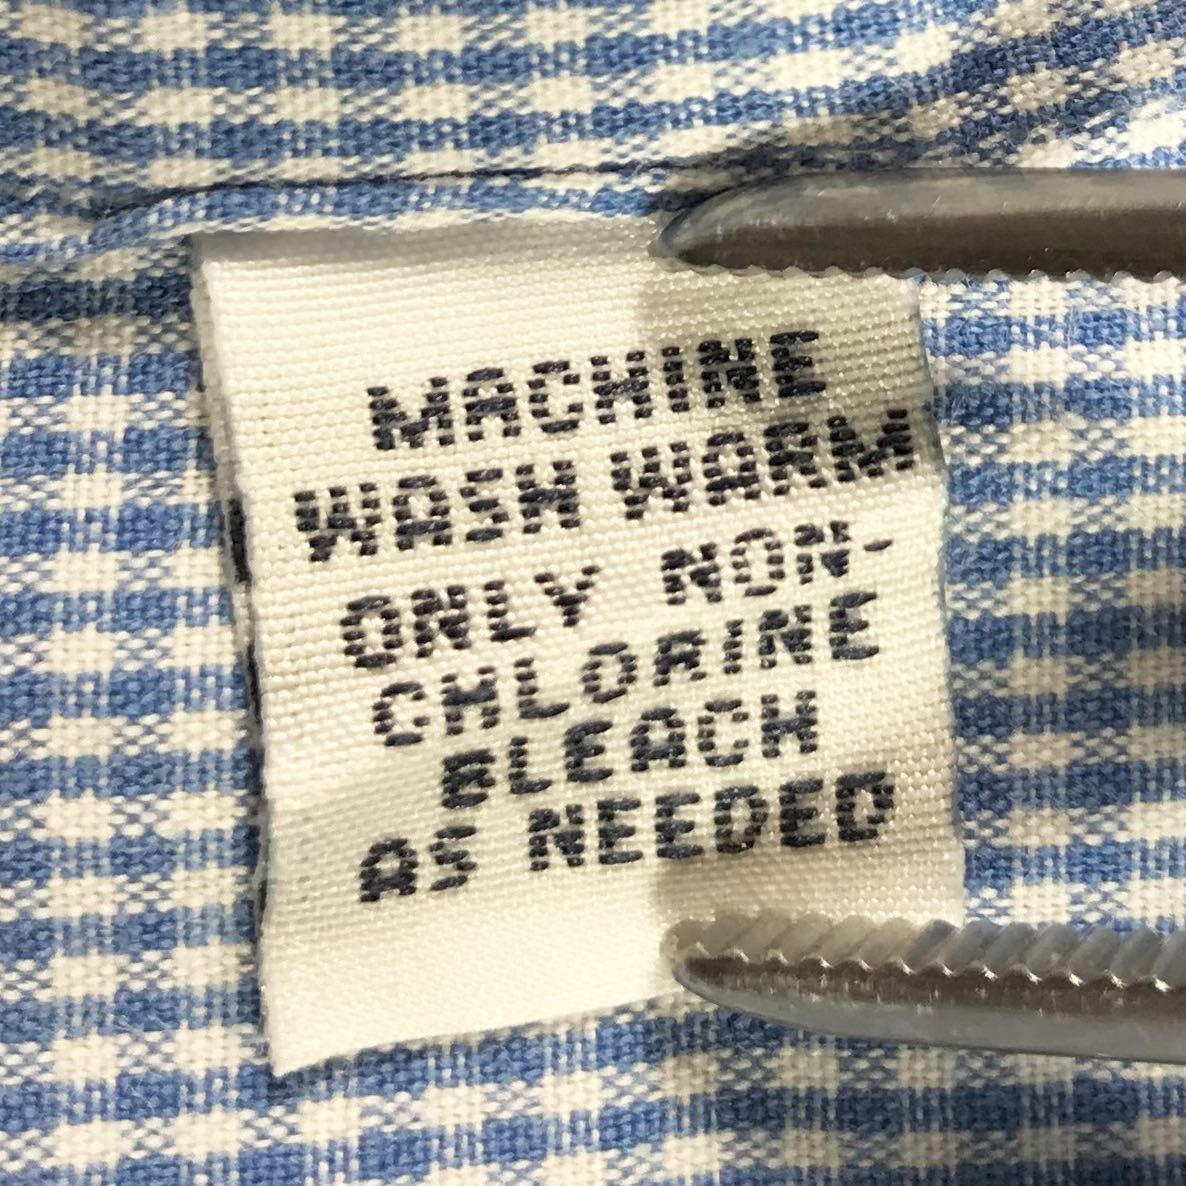 MACHINE
WASH WARM
ONLY NON-
CHLORINE
BLEACH
AS NEEDED